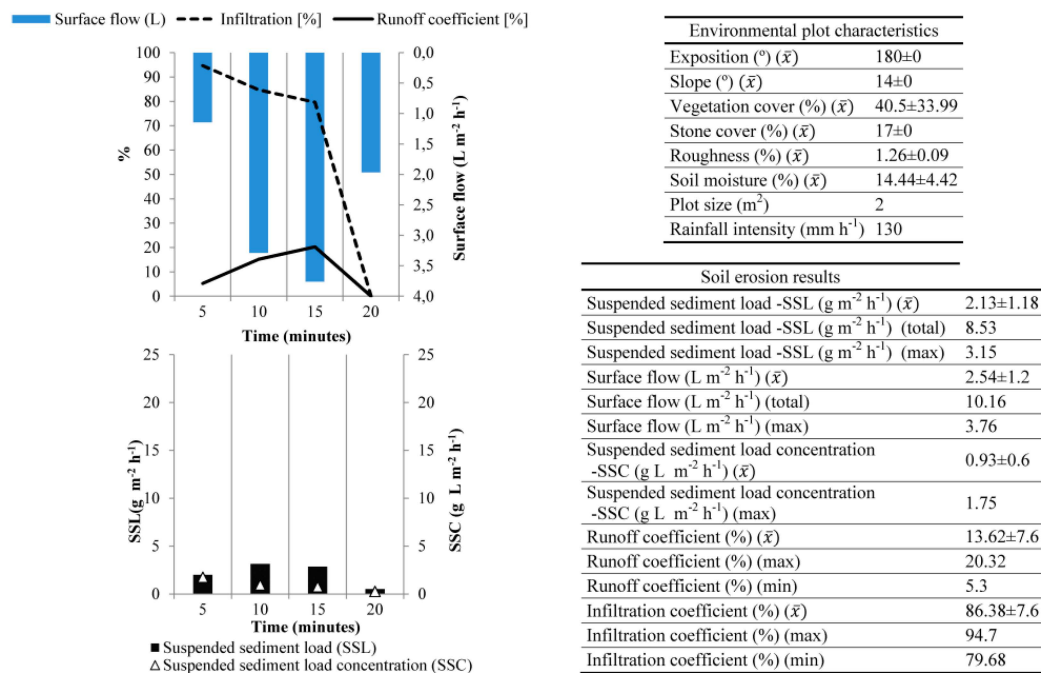 Surface flow (L) Infiltration [%] Runoff coefficient [%]
100 0,0
90 0,5
80 1,0
70
60 1,5
50 2,0
40 2,5
30
20 3,0
10 3,5
0 4,0
%
Surface flow (L m⁻² h⁻¹)
5 10 15 20
Time (minutes)
25 25
20 20
15 15
10 10
5 5
0 0
SSL(g m⁻² h⁻¹)
SSC (g L m⁻² h⁻¹)
5 10 15 20
Time (minutes)
Suspended sediment load (SSL)
Suspended sediment load concentration (SSC)
Environmental plot characteristics
Exposition (º) (x̄) 180±0
Slope (º) (x̄) 14±0
Vegetation cover (%) (x̄) 40.5±33.99
Stone cover (%) (x̄) 17±0
Roughness (%) (x̄) 1.26±0.09
Soil moisture (%) (x̄) 14.44±4.42
Plot size (m²) 2
Rainfall intensity (mm h⁻¹) 130
Soil erosion results
Suspended sediment load -SSL (g m⁻² h⁻¹) (x̄) 2.13±1.18
Suspended sediment load -SSL (g m⁻² h⁻¹) (total) 8.53
Suspended sediment load -SSL (g m⁻² h⁻¹) (max) 3.15
Surface flow (L m⁻² h⁻¹) (x̄) 2.54±1.2
Surface flow (L m⁻² h⁻¹) (total) 10.16
Surface flow (L m⁻² h⁻¹) (max) 3.76
Suspended sediment load concentration
-SSC (g L m⁻² h⁻¹) (x̄) 0.93±0.6
Suspended sediment load concentration
-SSC (g L m⁻² h⁻¹) (max) 1.75
Runoff coefficient (%) (x̄) 13.62±7.6
Runoff coefficient (%) (max) 20.32
Runoff coefficient (%) (min) 5.3
Infiltration coefficient (%) (x̄) 86.38±7.6
Infiltration coefficient (%) (max) 94.7
Infiltration coefficient (%) (min) 79.68